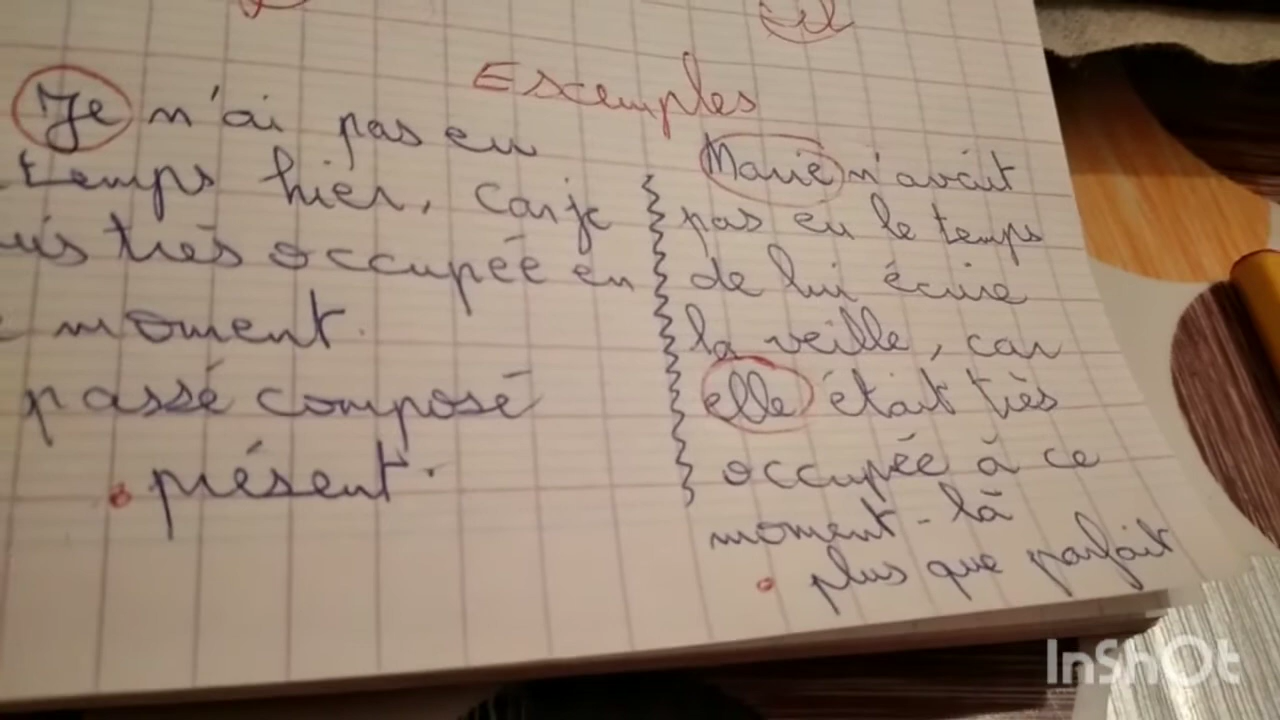 Exemples
Je n'ai pas eu
temps hier, car je
uis très occupée en
moment.
passé composé
• présent.
Marie n'avait
pas eu le temps
de lui écrire
la veille, car
elle était très
occupée à ce
moment-là
• plus que parfait
InShOt